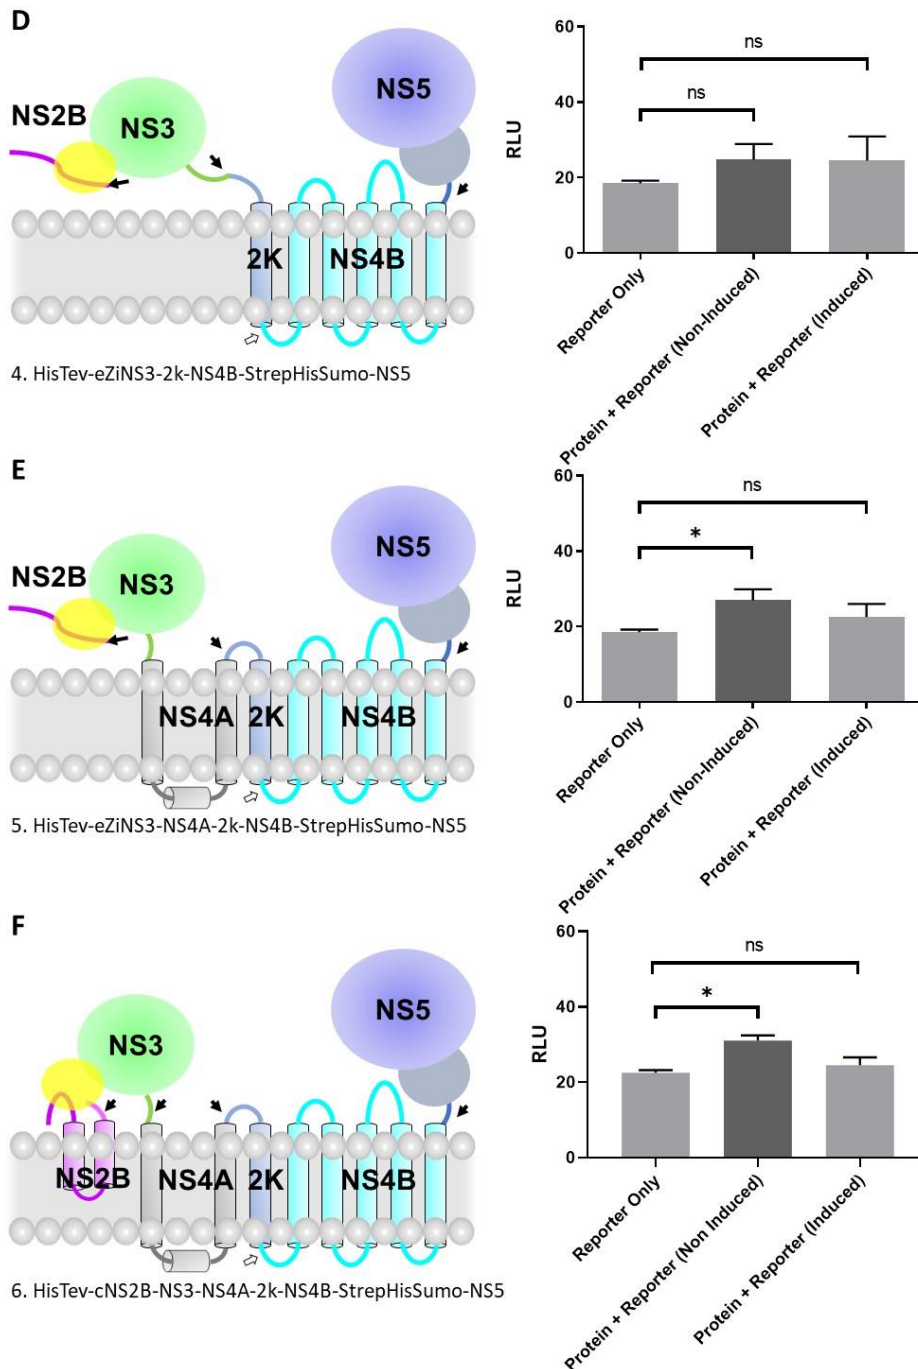 D
NS2B
NS3
NS5
2K
NS4B
4. HisTev-eZiNS3-2k-NS4B-StrepHisSumo-NS5
RLU
60
40
20
0
ns
ns
Reporter Only
Protein + Reporter (Non-Induced)
Protein + Reporter (Induced)
E
NS2B
NS3
NS5
NS4A
2K
NS4B
5. HisTev-eZiNS3-NS4A-2k-NS4B-StrepHisSumo-NS5
RLU
60
40
20
0
ns
*
Reporter Only
Protein + Reporter (Non-Induced)
Protein + Reporter (Induced)
F
NS3
NS5
NS2B
NS4A
2K
NS4B
6. HisTev-cNS2B-NS3-NS4A-2k-NS4B-StrepHisSumo-NS5
RLU
60
40
20
0
ns
*
Reporter Only
Protein + Reporter (Non Induced)
Protein + Reporter (Induced)